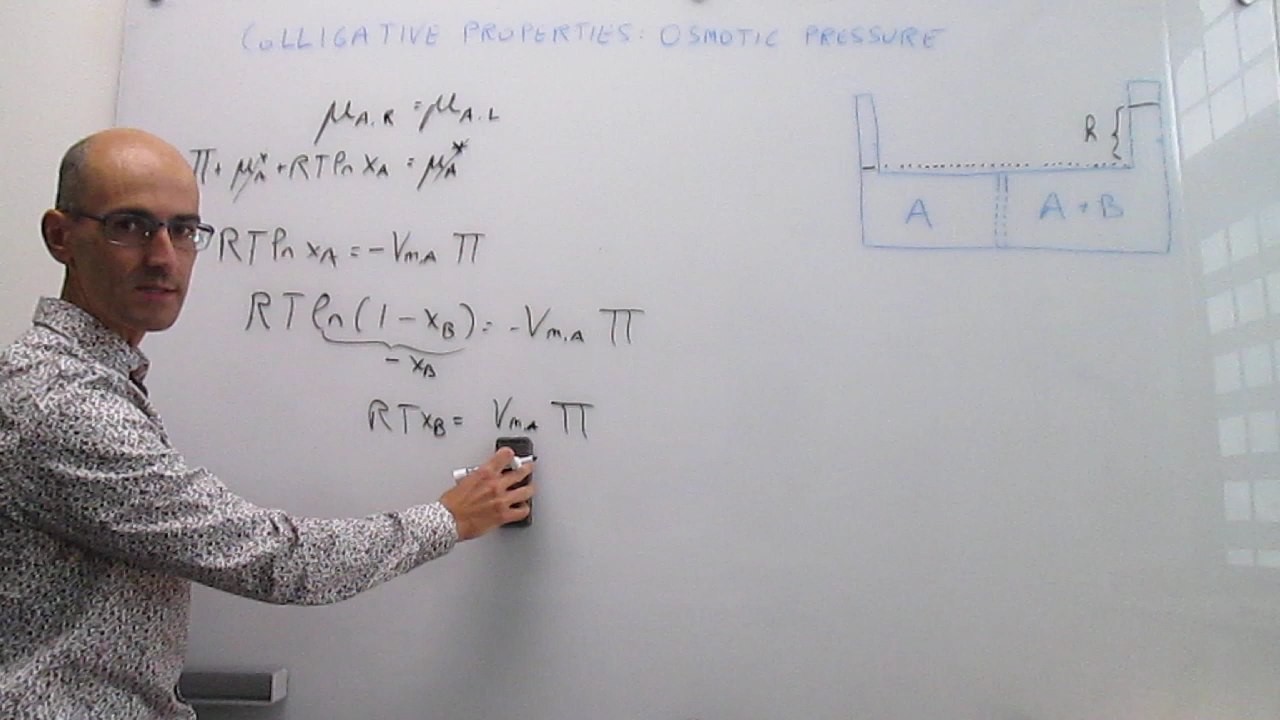 COLLIGATIVE PROPERTIES: OSMOTIC PRESSURE
μA,R = μA,L
Π + μA* + RT ln xA = μA*
RT ln xA = -Vm,A Π
RT ln(1 - xB) = -Vm,A Π
- xB
RT xB = Vm,A Π
R
A
A + B